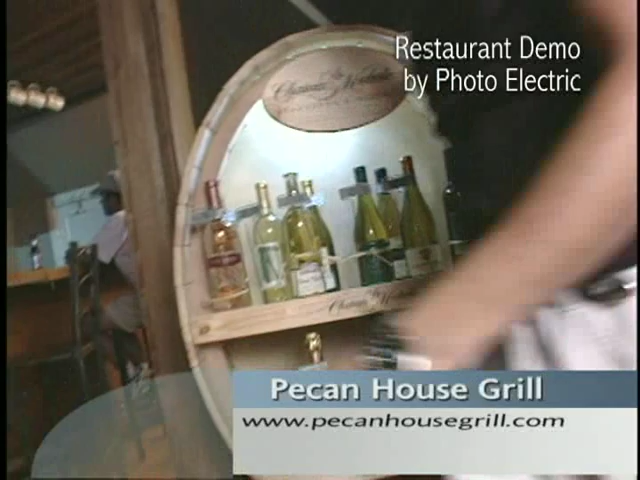 Restaurant Demo
by Photo Electric
Pecan House Grill
www.pecanhousegrill.com